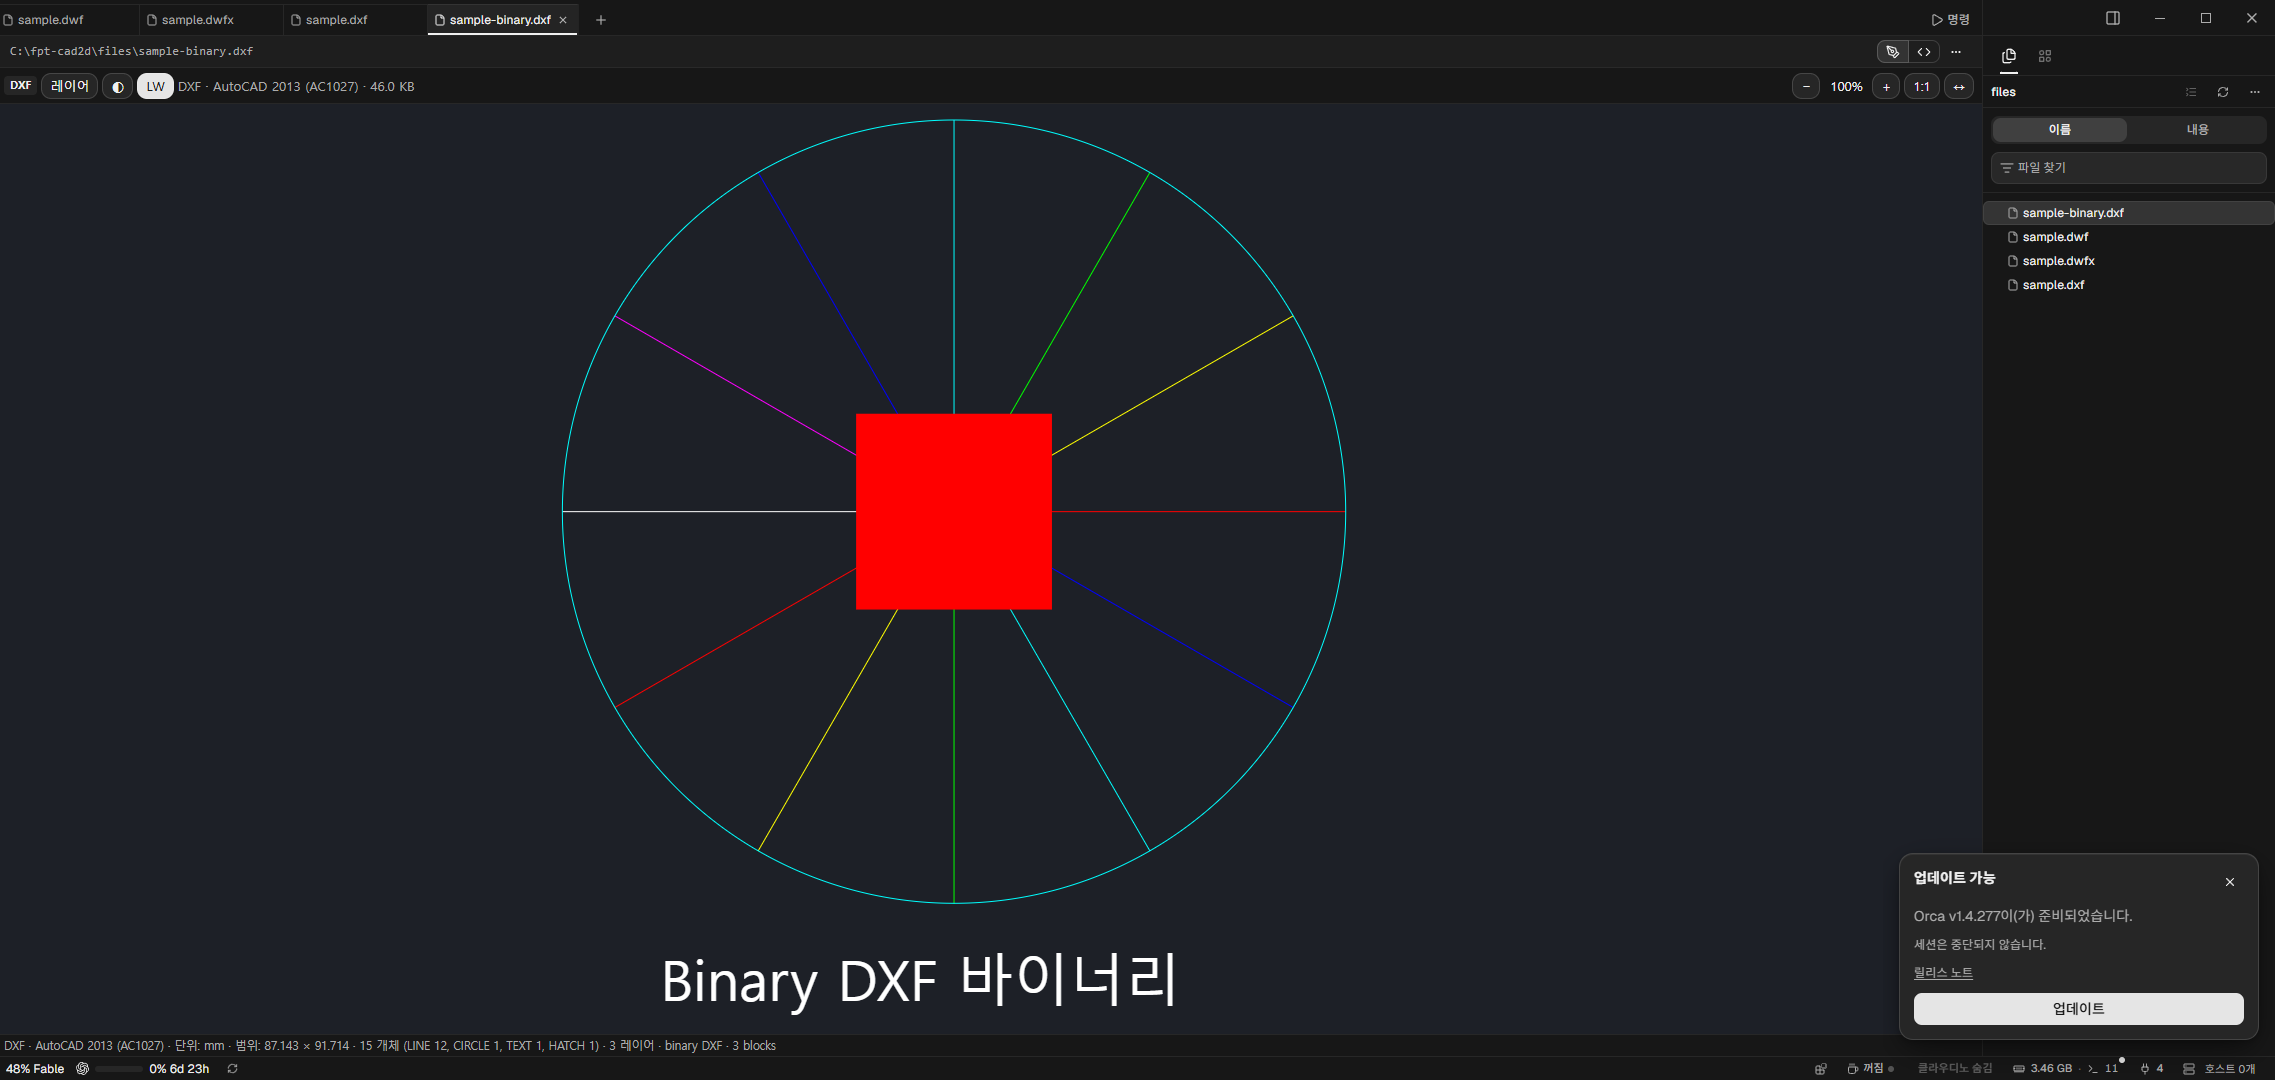 sample.dwf
sample.dwfx
sample.dxf
sample-binary.dxf
명령
C:\fpt-cad2d\files\sample-binary.dxf
DXF 레이어 LW DXF · AutoCAD 2013 (AC1027) · 46.0 KB
− 100% + 1:1 ↔
files
이름 내용
파일 찾기
sample-binary.dxf
sample.dwf
sample.dwfx
sample.dxf
Binary DXF 바이너리
업데이트 가능
Orca v1.4.277이(가) 준비되었습니다.
세션은 중단되지 않습니다.
릴리스 노트
업데이트
DXF · AutoCAD 2013 (AC1027) · 단위: mm · 범위: 87.143 × 91.714 · 15 개체 (LINE 12, CIRCLE 1, TEXT 1, HATCH 1) · 3 레이어 · binary DXF · 3 blocks
48% Fable 0% 6d 23h
꺼짐 클라우디노 숨김 3.46 GB · 11 4 호스트 0개